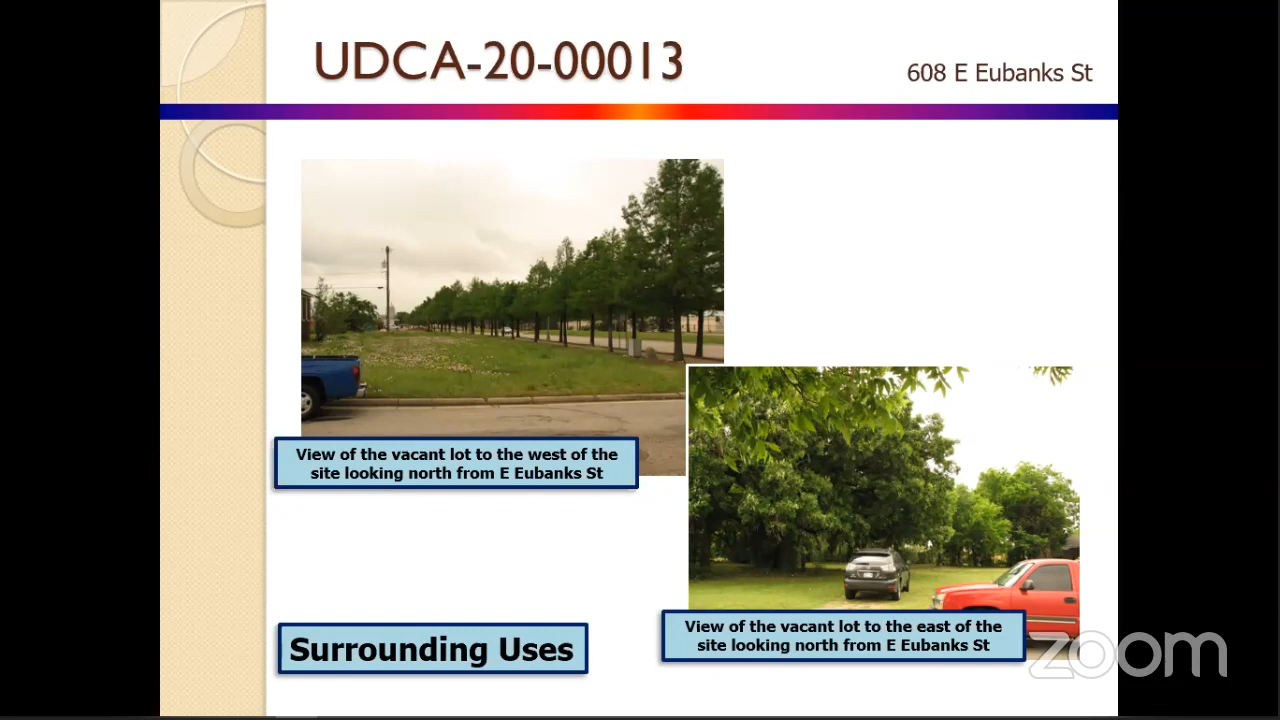 UDCA-20-00013
608 E Eubanks St
View of the vacant lot to the west of the
site looking north from E Eubanks St
View of the vacant lot to the east of the
site looking north from E Eubanks St
Surrounding Uses
zoom